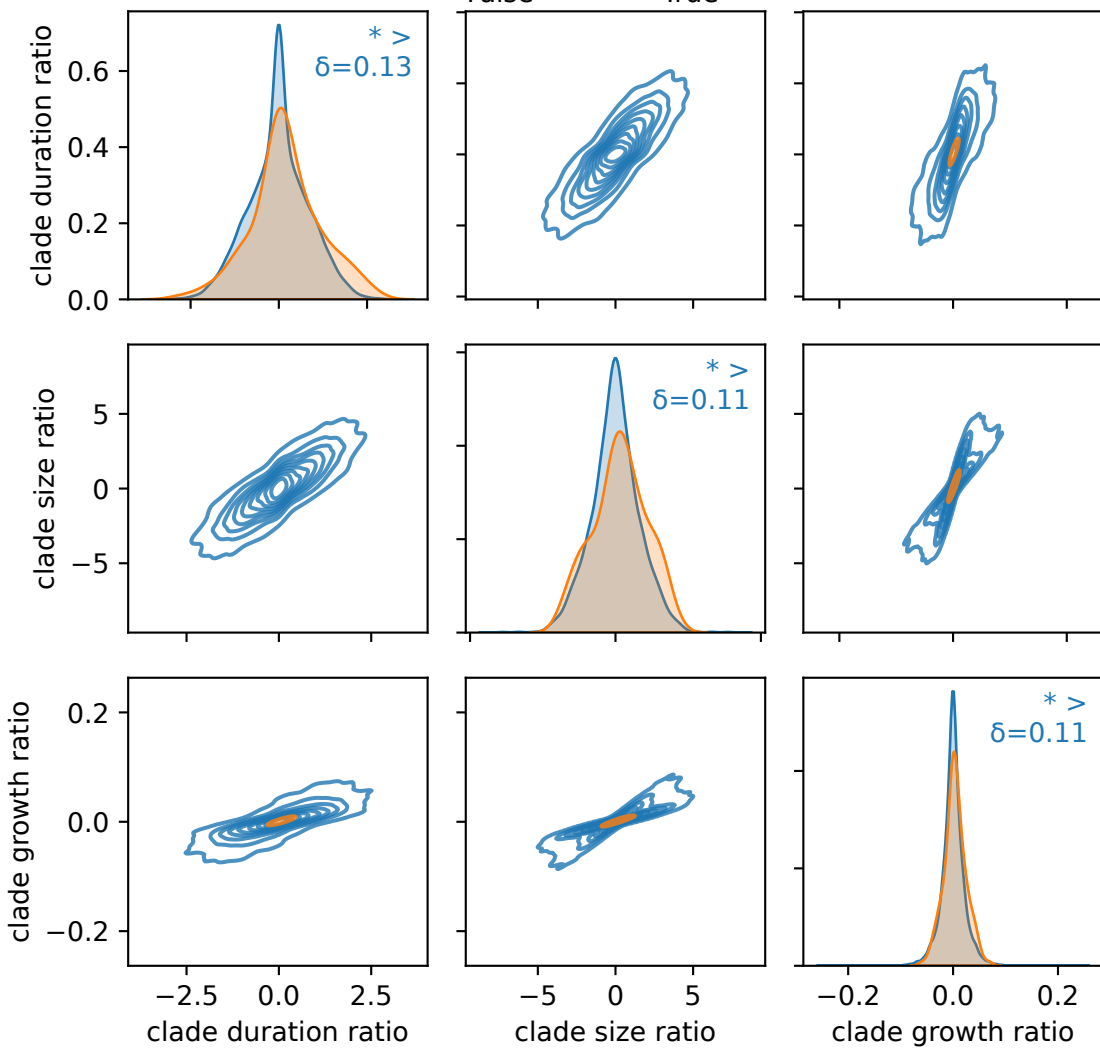 True
clade duration ratio
0.6
0.4
0.2
0.0
* >
δ=0.13
clade size ratio
5
0
−5
* >
δ=0.11
clade growth ratio
0.2
0.0
−0.2
* >
δ=0.11
−2.5 0.0 2.5
−5 0 5
−0.2 0.0 0.2
clade duration ratio
clade size ratio
clade growth ratio